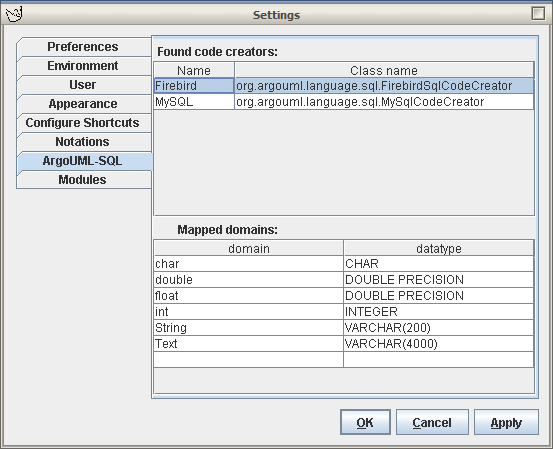 Settings
Preferences
Environment
User
Appearance
Configure Shortcuts
Notations
ArgoUML-SQL
Modules
Found code creators:
Name Class name
Firebird org.argouml.language.sql.FirebirdSqlCodeCreator
MySQL org.argouml.language.sql.MySqlCodeCreator
Mapped domains:
domain datatype
char CHAR
double DOUBLE PRECISION
float DOUBLE PRECISION
int INTEGER
String VARCHAR(200)
Text VARCHAR(4000)
OK Cancel Apply